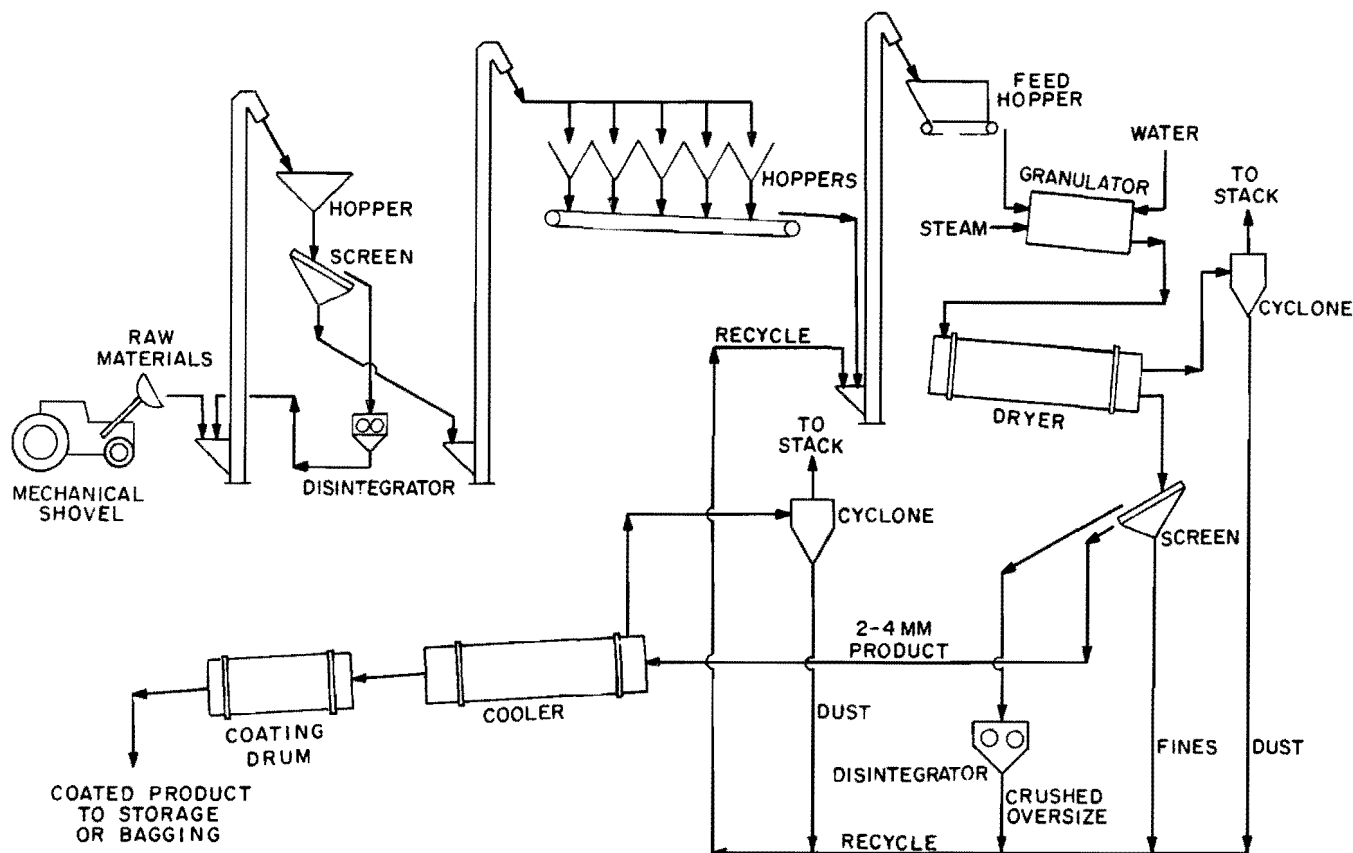 FEED
HOPPER
WATER
TO
STACK
HOPPERS
GRANULATOR
HOPPER
STEAM
SCREEN
CYCLONE
RAW
MATERIALS
RECYCLE
DRYER
TO
STACK
DISINTEGRATOR
MECHANICAL
SHOVEL
CYCLONE
SCREEN
2-4 MM
PRODUCT
COOLER
DUST
COATING
DRUM
FINES
DUST
DISINTEGRATOR
COATED PRODUCT
TO STORAGE
OR BAGGING
CRUSHED
OVERSIZE
RECYCLE